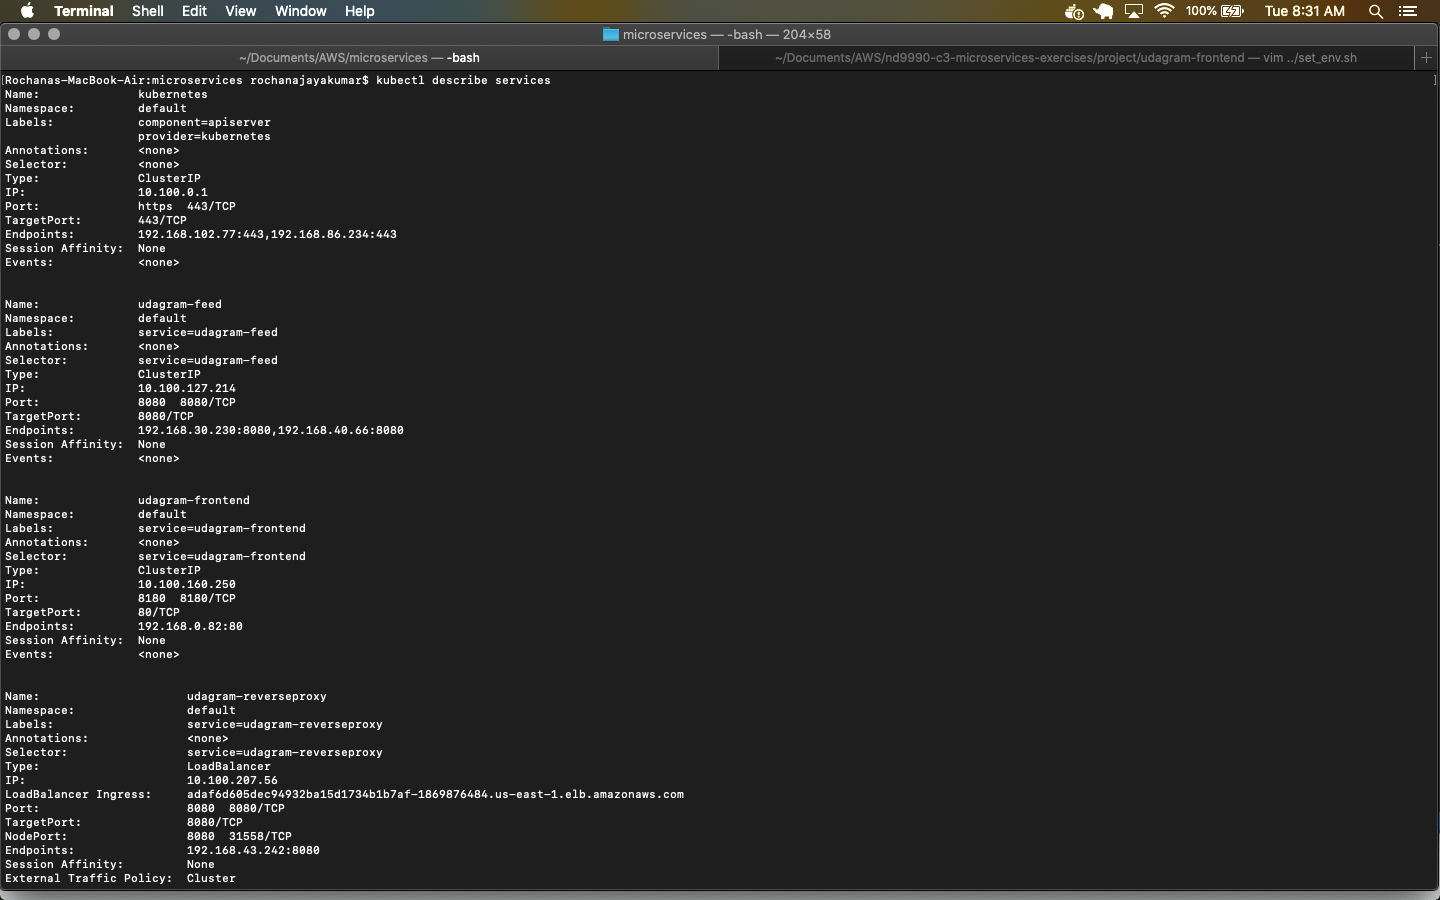 Terminal Shell Edit View Window Help 100% Tue 8:31 AM
microservices — -bash — 204×58
~/Documents/AWS/microservices — -bash ~/Documents/AWS/nd9990-c3-microservices-exercises/project/udagram-frontend — vim ../set_env.sh +
[Rochanas-MacBook-Air:microservices rochanajayakumar$ kubectl describe services ]
Name: kubernetes
Namespace: default
Labels: component=apiserver
provider=kubernetes
Annotations: <none>
Selector: <none>
Type: ClusterIP
IP: 10.100.0.1
Port: https 443/TCP
TargetPort: 443/TCP
Endpoints: 192.168.102.77:443,192.168.86.234:443
Session Affinity: None
Events: <none>
Name: udagram-feed
Namespace: default
Labels: service=udagram-feed
Annotations: <none>
Selector: service=udagram-feed
Type: ClusterIP
IP: 10.100.127.214
Port: 8080 8080/TCP
TargetPort: 8080/TCP
Endpoints: 192.168.30.230:8080,192.168.40.66:8080
Session Affinity: None
Events: <none>
Name: udagram-frontend
Namespace: default
Labels: service=udagram-frontend
Annotations: <none>
Selector: service=udagram-frontend
Type: ClusterIP
IP: 10.100.160.250
Port: 8180 8180/TCP
TargetPort: 80/TCP
Endpoints: 192.168.0.82:80
Session Affinity: None
Events: <none>
Name: udagram-reverseproxy
Namespace: default
Labels: service=udagram-reverseproxy
Annotations: <none>
Selector: service=udagram-reverseproxy
Type: LoadBalancer
IP: 10.100.207.56
LoadBalancer Ingress: adaf6d605dec94932ba15d1734b1b7af-1869876484.us-east-1.elb.amazonaws.com
Port: 8080 8080/TCP
TargetPort: 8080/TCP
NodePort: 8080 31558/TCP
Endpoints: 192.168.43.242:8080
Session Affinity: None
External Traffic Policy: Cluster